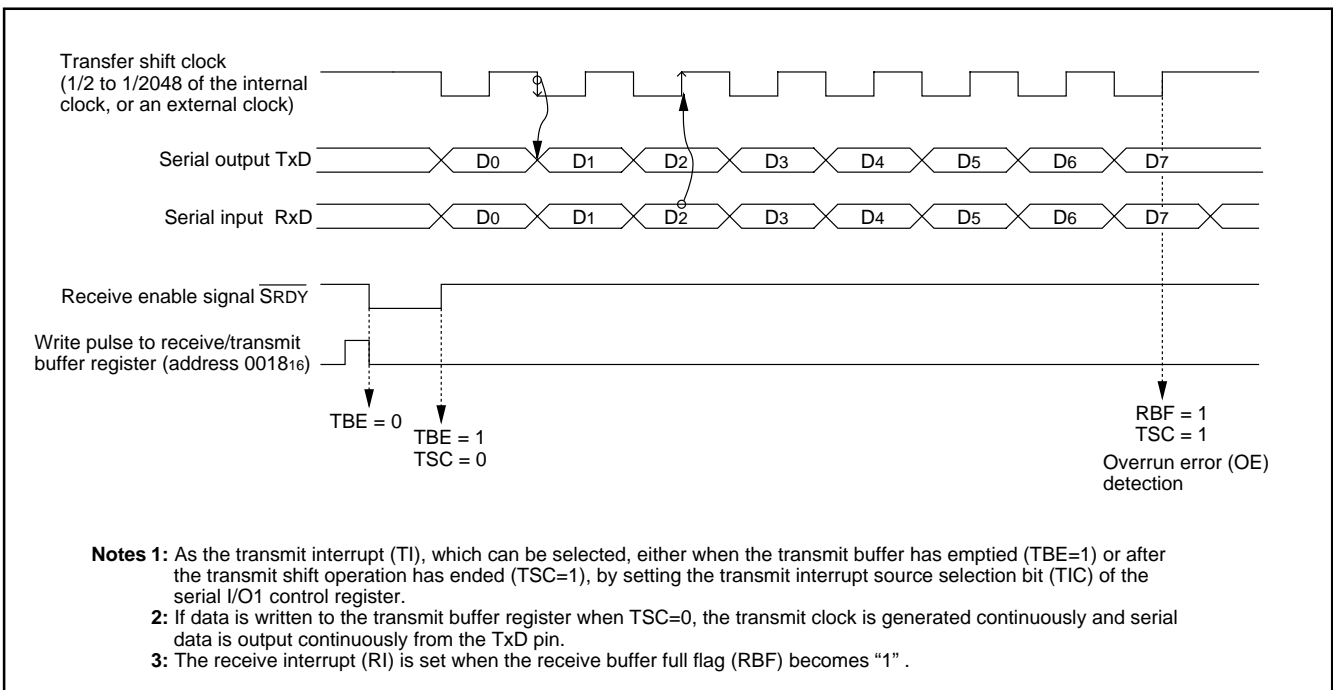 Transfer shift clock
(1/2 to 1/2048 of the internal
clock, or an external clock)
Serial output TxD
D0 D1 D2 D3 D4 D5 D6 D7
Serial input RxD
D0 D1 D2 D3 D4 D5 D6 D7
Receive enable signal SRDY
Write pulse to receive/transmit
buffer register (address 001816)
TBE = 0
TBE = 1
TSC = 0
RBF = 1
TSC = 1
Overrun error (OE)
detection
Notes 1: As the transmit interrupt (TI), which can be selected, either when the transmit buffer has emptied (TBE=1) or after
the transmit shift operation has ended (TSC=1), by setting the transmit interrupt source selection bit (TIC) of the
serial I/O1 control register.
2: If data is written to the transmit buffer register when TSC=0, the transmit clock is generated continuously and serial
data is output continuously from the TxD pin.
3: The receive interrupt (RI) is set when the receive buffer full flag (RBF) becomes “1” .